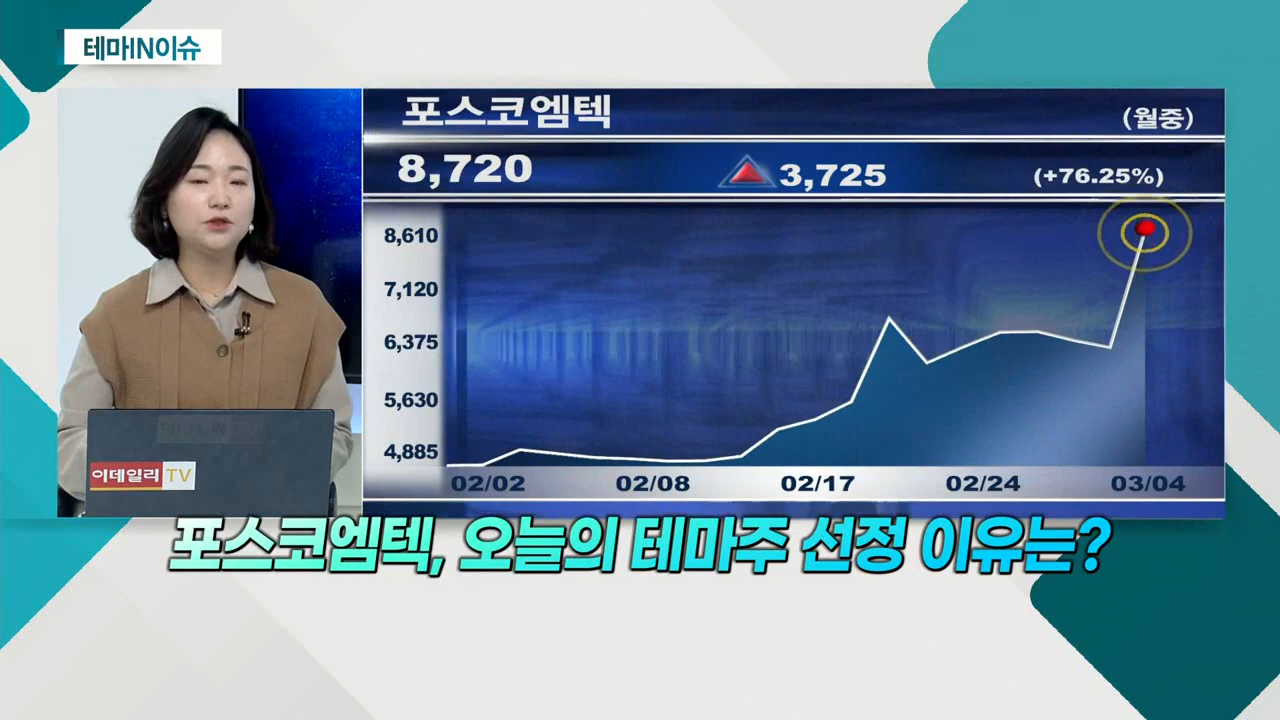 테마IN이슈
포스코엠텍 (월중)
8,720 ▲ 3,725 (+76.25%)
8,610
7,120
6,375
5,630
4,885
02/02 02/08 02/17 02/24 03/04
이데일리TV
포스코엠텍, 오늘의 테마주 선정 이유는?